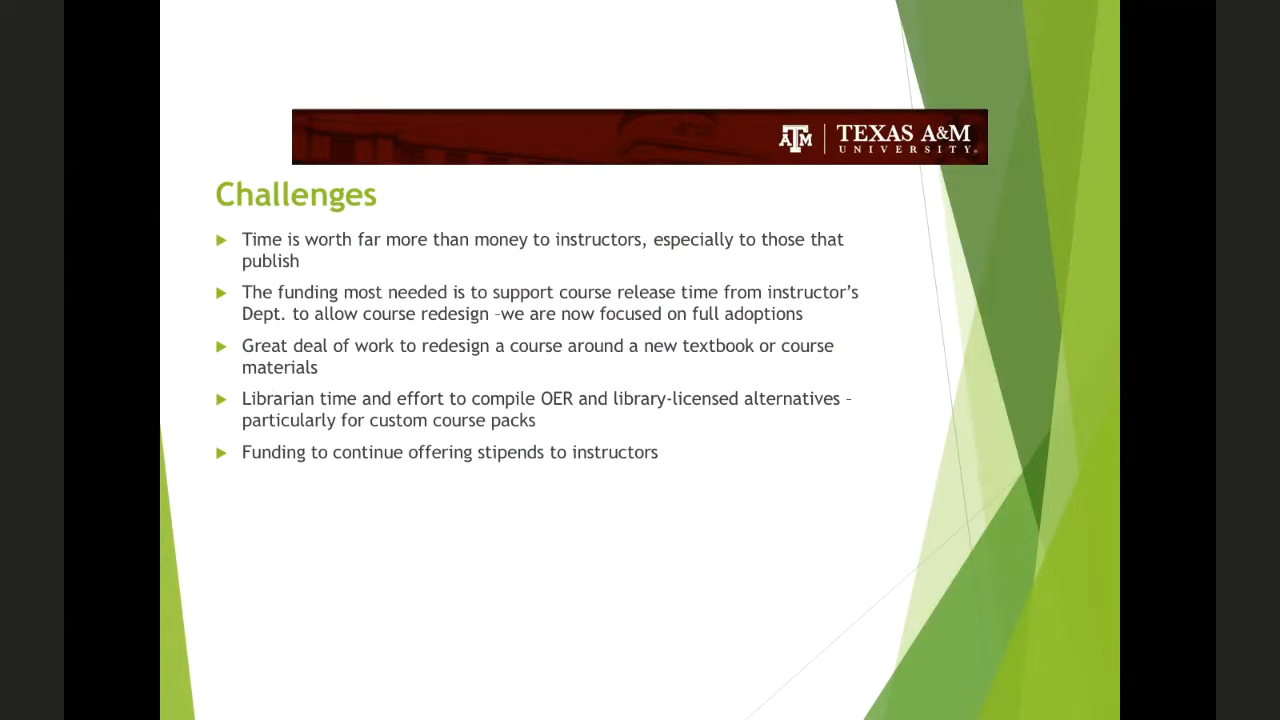 ATM
TEXAS A&M
UNIVERSITY.
Challenges
Time is worth far more than money to instructors, especially to those that
publish
The funding most needed is to support course release time from instructor’s
Dept. to allow course redesign –we are now focused on full adoptions
Great deal of work to redesign a course around a new textbook or course
materials
Librarian time and effort to compile OER and library-licensed alternatives –
particularly for custom course packs
Funding to continue offering stipends to instructors